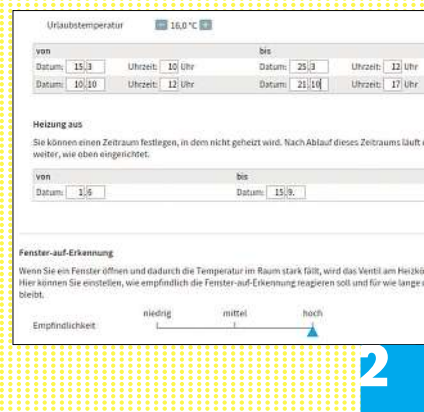 Urlaubstemperatur 16,0 °C
von bis
Datum: 15.3 Uhrzeit: 10 Uhr Datum: 25.3 Uhrzeit: 12 Uhr
Datum: 10.10 Uhrzeit: 12 Uhr Datum: 21.10 Uhrzeit: 17 Uhr
Heizung aus
Sie können einen Zeitraum festlegen, in dem nicht geheizt wird. Nach Ablauf dieses Zeitraums läuft
weiter, wie oben eingerichtet.
von bis
Datum: 1.6 Datum: 15.9.
Fenster-auf-Erkennung
Wenn Sie ein Fenster öffnen und dadurch die Temperatur im Raum stark fällt, wird das Ventil am Heizkö
Hier können Sie einstellen, wie empfindlich die Fenster-auf-Erkennung reagieren soll und für wie lange
bleibt.
niedrig mittel hoch
Empfindlichkeit
2